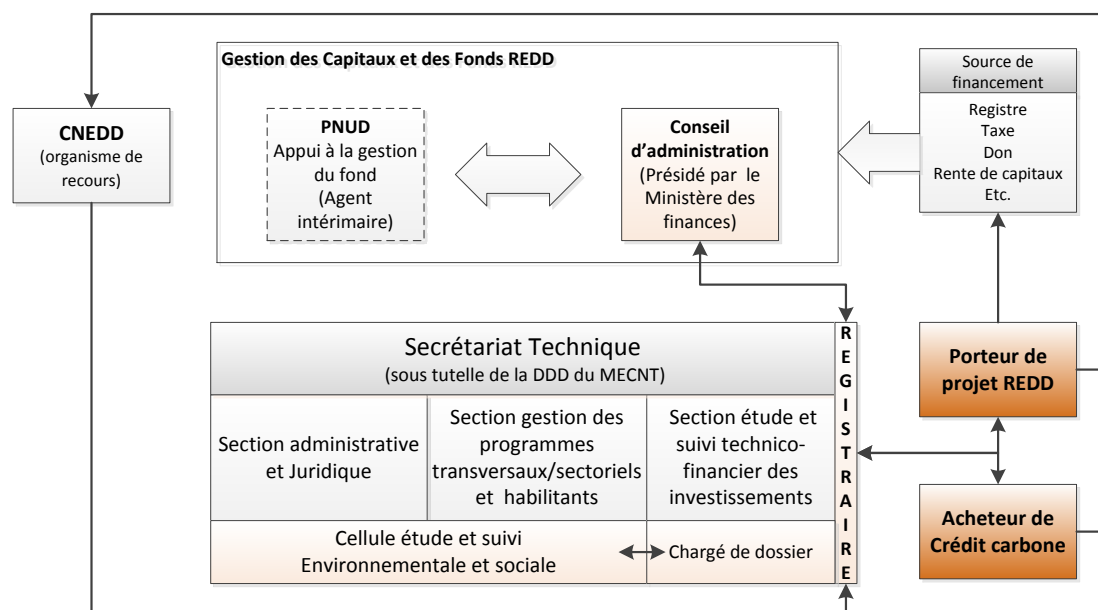 Gestion des Capitaux et des Fonds REDD
CNEDD
(organisme de
recours)
PNUD
Appui à la gestion
du fond
(Agent
intérimaire)
Conseil
d’administration
(Présidé par le
Ministère des
finances)
Source de
financement
Registre
Taxe
Don
Rente de capitaux
Etc.
Secrétariat Technique
(sous tutelle de la DDD du MECNT)
Section administrative
et Juridique
Section gestion des
programmes
transversaux/sectoriels
et habilitants
Section étude et
suivi technico-
financier des
investissements
Cellule étude et suivi
Environnementale et sociale
Chargé de dossier
R
E
G
I
S
T
R
A
I
R
E
Porteur de
projet REDD
Acheteur de
Crédit carbone